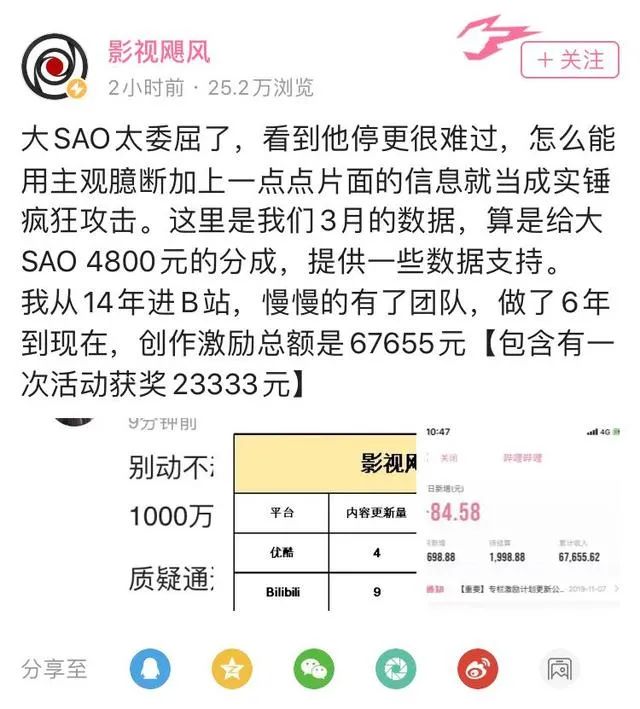 影视飓风
2小时前 · 25.2万浏览
+ 关注
大SAO太委屈了，看到他停更很难过，怎么能
用主观臆断加上一点点片面的信息就当成实锤
疯狂攻击。这里是我们3月的数据，算是给大
SAO 4800元的分成，提供一些数据支持。
我从14年进B站，慢慢的有了团队，做了6年
到现在，创作激励总额是67655元【包含有一
次活动获奖23333元】
9分钟前
别动不
1000万
质疑通
影视飓
平台 内容更新量
优酷 4
Bilibili 9
10:47 4G
关闭 哔哩哔哩
日新增(元)
84.58
待结算 累计收入
698.88 1,998.88 67,655.62
通知 【重要】专栏激励计划更新公... 2019-11-07
分享至